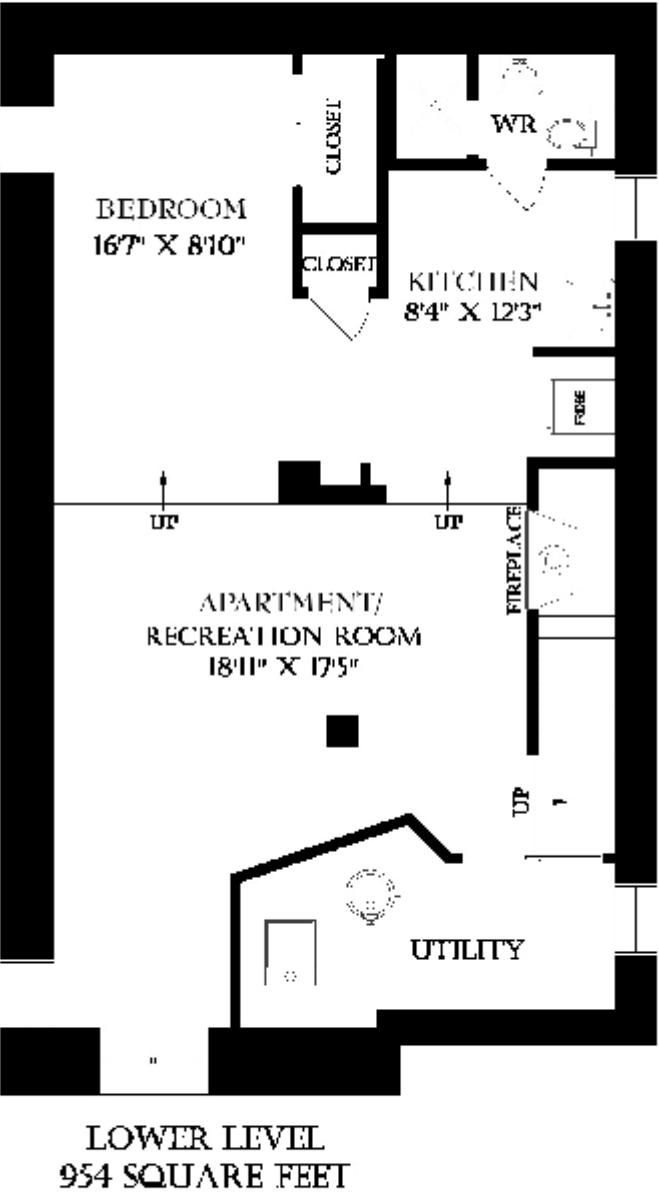 CLOSET
WR
BEDROOM
16'7" X 8'10"
CLOSET
KITCHEN
8'4" X 12'3"
FRIDGE
UP
UP
FIREPLACE
APARTMENT/
RECREATION ROOM
18'11" X 17'5"
UP
UTILITY
LOWER LEVEL
954 SQUARE FEET